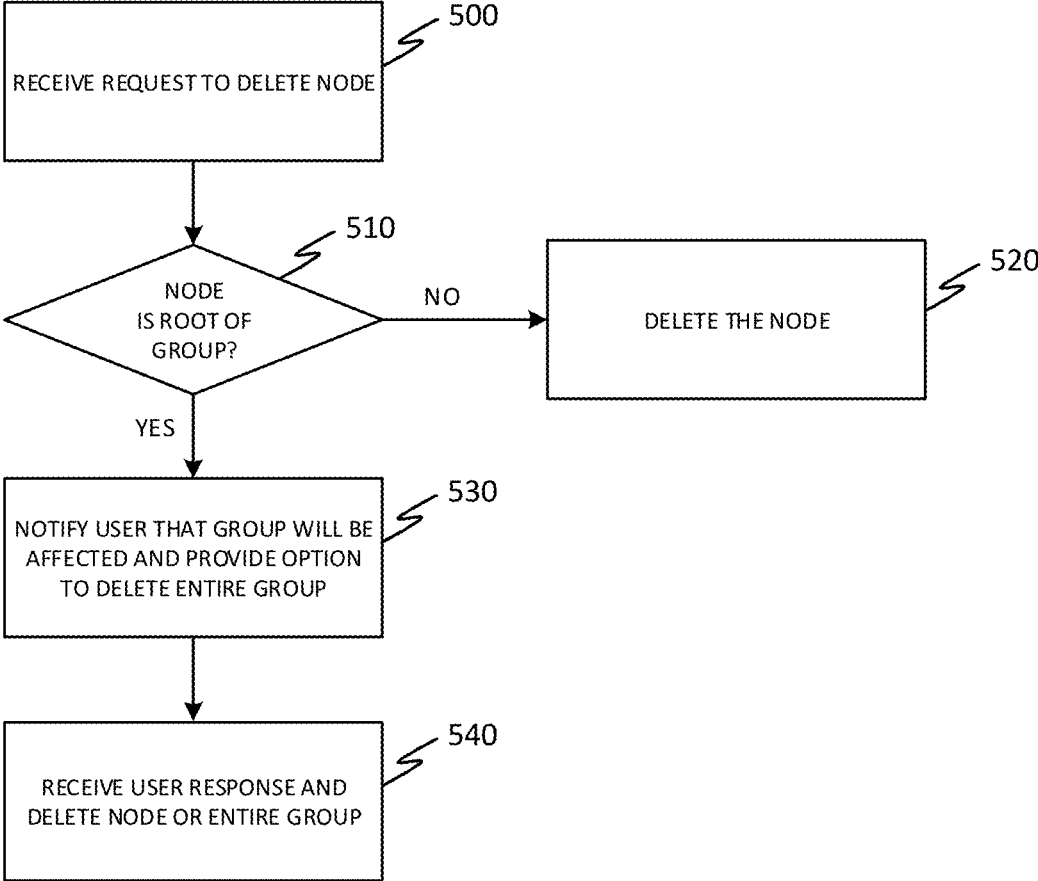 500
RECEIVE REQUEST TO DELETE NODE
510
NODE
IS ROOT OF
GROUP?
NO
520
DELETE THE NODE
YES
530
NOTIFY USER THAT GROUP WILL BE
AFFECTED AND PROVIDE OPTION
TO DELETE ENTIRE GROUP
540
RECEIVE USER RESPONSE AND
DELETE NODE OR ENTIRE GROUP